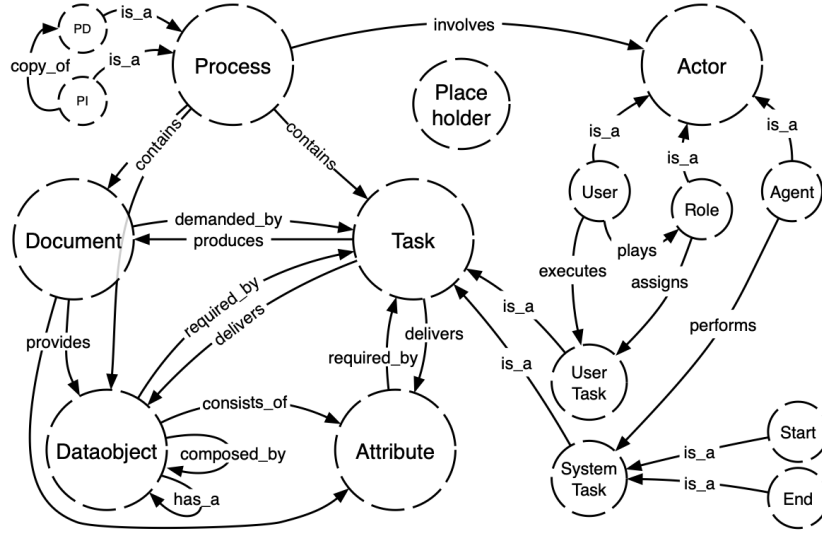 is_a
PD
copy_of
is_a
PI
Process
involves
Actor
Place
holder
contains
contains
is_a
is_a
is_a
User
Role
Agent
Document
demanded_by
produces
Task
plays
executes
assigns
required_by
delivers
is_a
performs
provides
delivers
required_by
is_a
User
Task
consists_of
Dataobject
composed_by
has_a
Attribute
System
Task
is_a
Start
is_a
End